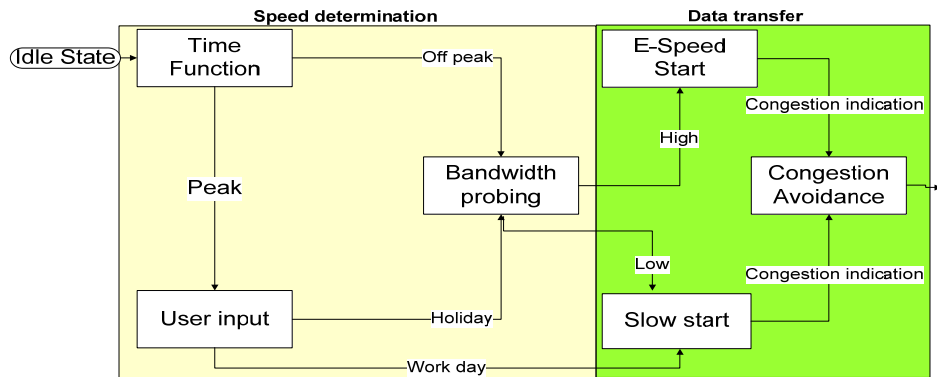 Speed determination
Data transfer
Idle State
Time
Function
Off peak
E-Speed
Start
Congestion indication
High
Peak
Bandwidth
probing
Congestion
Avoidance
Low
Congestion indication
User input
Holiday
Slow start
Work day